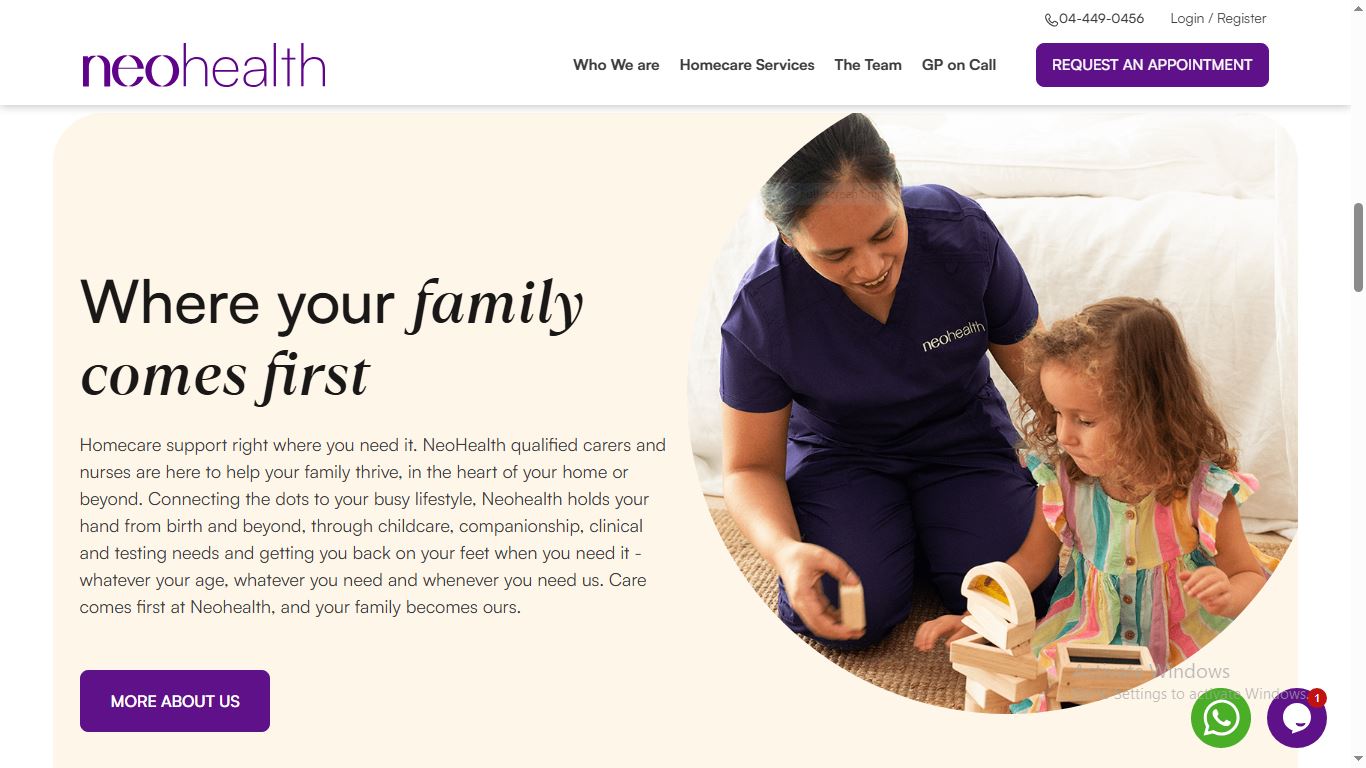 04-449-0456 Login / Register
neohealth
Who We are Homecare Services The Team GP on Call REQUEST AN APPOINTMENT
neohealth
Where your family
comes first
Homecare support right where you need it. NeoHealth qualified carers and
nurses are here to help your family thrive, in the heart of your home or
beyond. Connecting the dots to your busy lifestyle, Neohealth holds your
hand from birth and beyond, through childcare, companionship, clinical
and testing needs and getting you back on your feet when you need it -
whatever your age, whatever you need and whenever you need us. Care
comes first at Neohealth, and your family becomes ours.
MORE ABOUT US
Activate Windows
Settings to activate Windows.
1